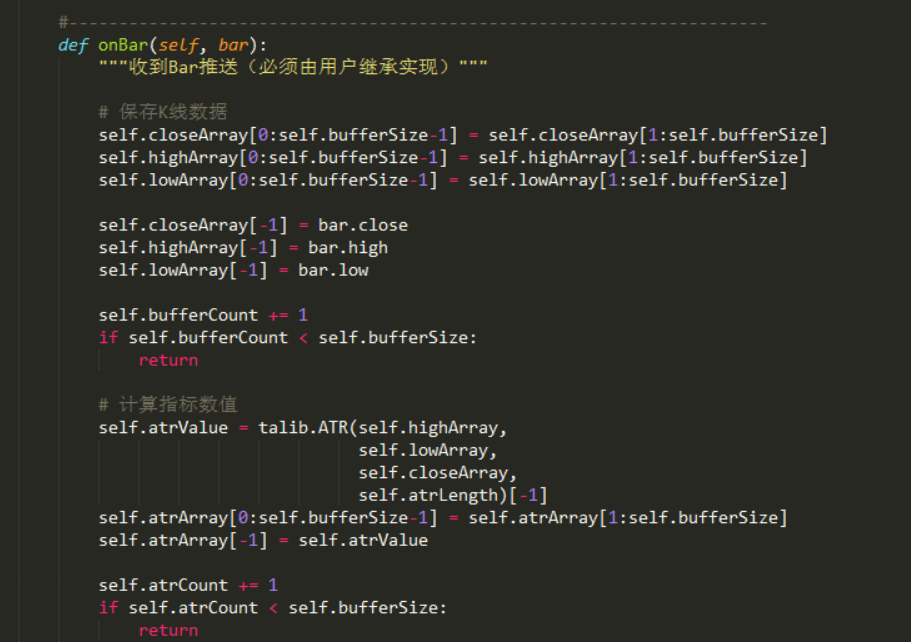 #----------------------------------------------------------------------
def onBar(self, bar):
"""收到Bar推送（必须由用户继承实现）"""
# 保存K线数据
self.closeArray[0:self.bufferSize-1] = self.closeArray[1:self.bufferSize]
self.highArray[0:self.bufferSize-1] = self.highArray[1:self.bufferSize]
self.lowArray[0:self.bufferSize-1] = self.lowArray[1:self.bufferSize]
self.closeArray[-1] = bar.close
self.highArray[-1] = bar.high
self.lowArray[-1] = bar.low
self.bufferCount += 1
if self.bufferCount < self.bufferSize:
return
# 计算指标数值
self.atrValue = talib.ATR(self.highArray,
self.lowArray,
self.closeArray,
self.atrLength)[-1]
self.atrArray[0:self.bufferSize-1] = self.atrArray[1:self.bufferSize]
self.atrArray[-1] = self.atrValue
self.atrCount += 1
if self.atrCount < self.bufferSize:
return